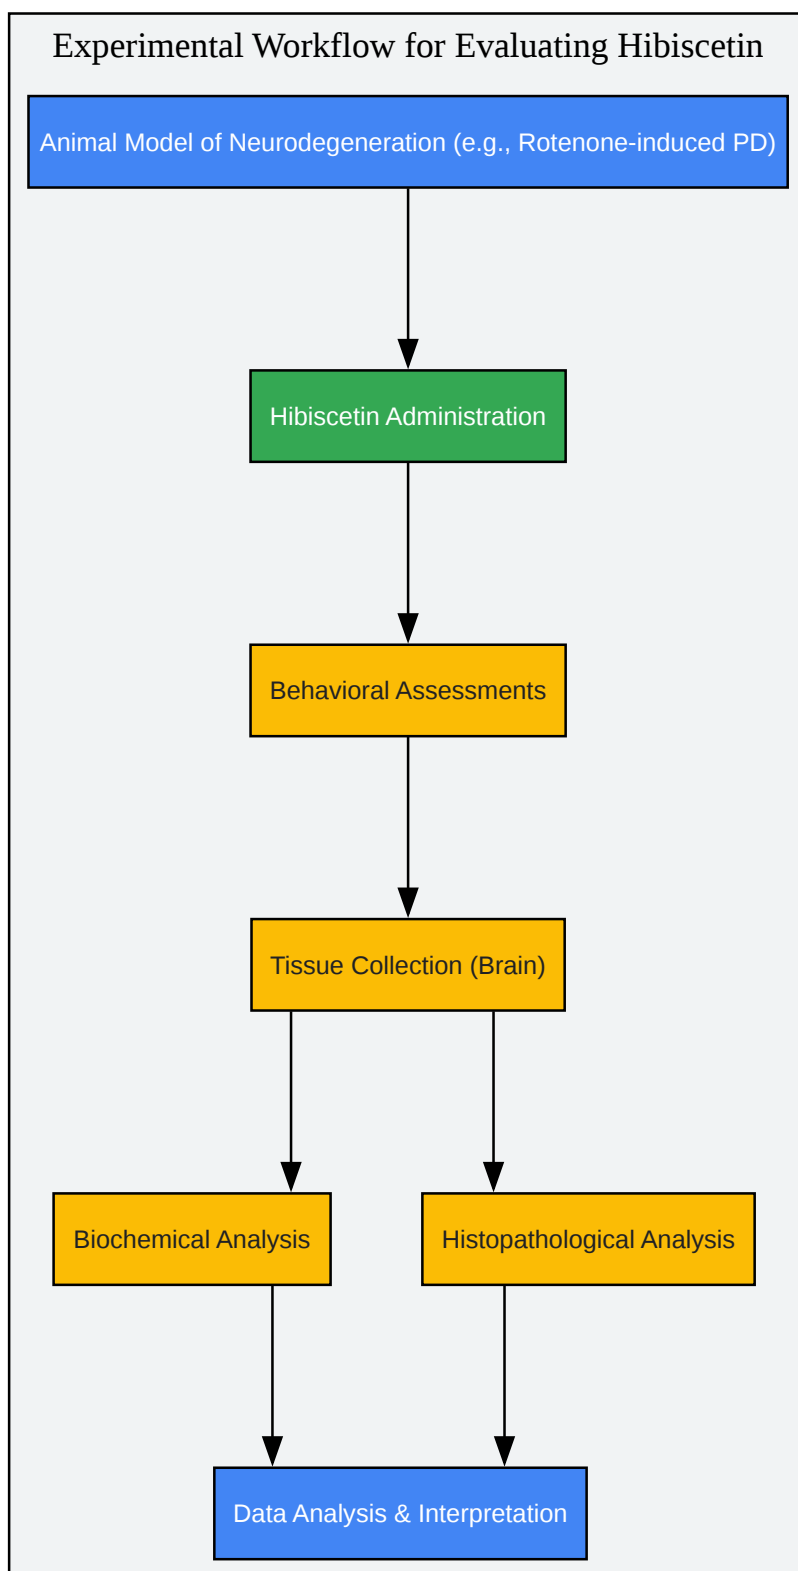 Experimental Workflow for Evaluating Hibiscetin
Animal Model of Neurodegeneration (e.g., Rotenone-induced PD)
Hibiscetin Administration
Behavioral Assessments
Tissue Collection (Brain)
Biochemical Analysis
Histopathological Analysis
Data Analysis & Interpretation